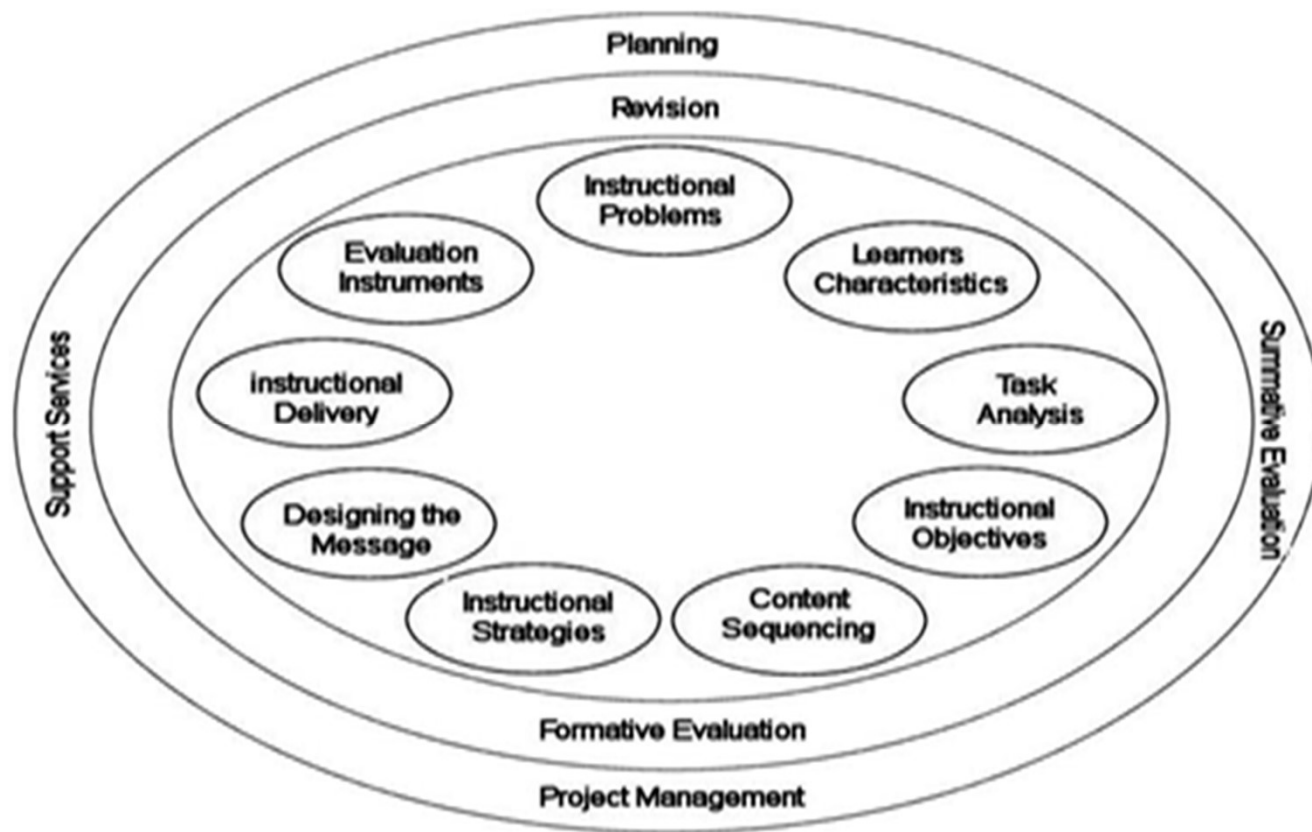 Planning
Revision
Instructional
Problems
Evaluation
Instruments
Learners
Characteristics
instructional
Delivery
Task
Analysis
Support Services
Summative Evaluation
Designing the
Message
Instructional
Objectives
Instructional
Strategies
Content
Sequencing
Formative Evaluation
Project Management